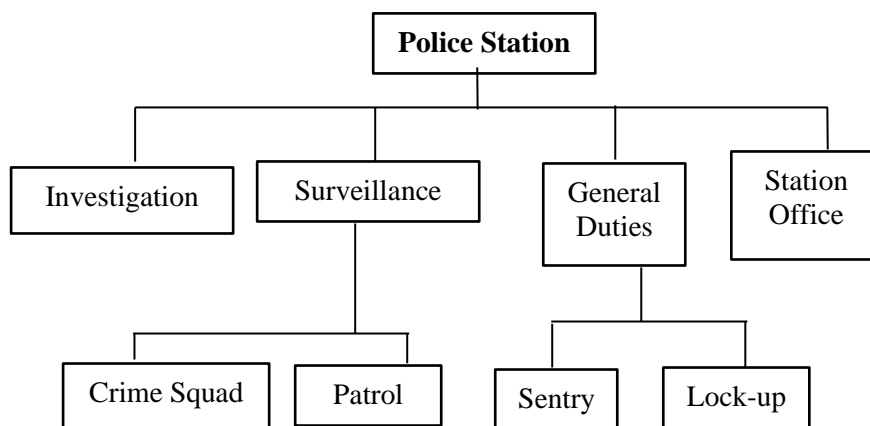 Police Station
Investigation
Surveillance
General
Duties
Station
Office
Crime Squad
Patrol
Sentry
Lock-up